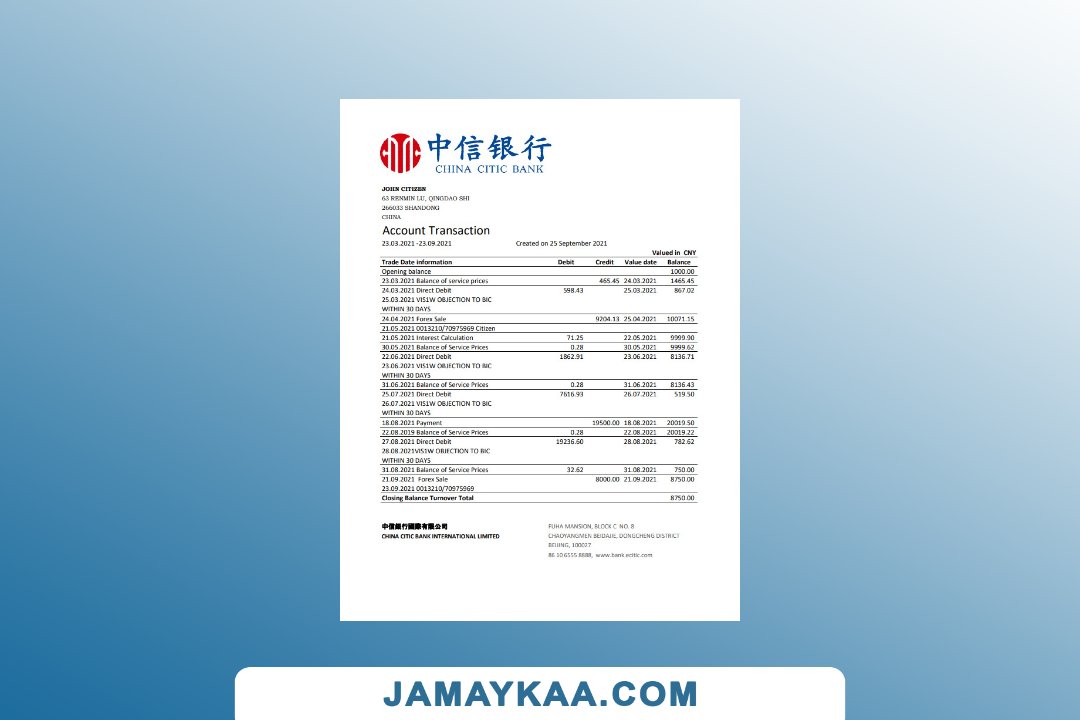 中信银行
CHINA CITIC BANK
JOHN CITIZEN
63 RENMIN LU, QINGDAO SHI
266033 SHANDONG
CHINA
Account Transaction
23.03.2021 -23.09.2021 Created on 25 September 2021
Valued in CNY
Trade Date information Debit Credit Value date Balance
Opening balance 1000.00
23.03.2021 Balance of service prices 465.45 24.03.2021 1465.45
24.03.2021 Direct Debit 598.43 25.03.2021 867.02
25.03.2021 VIS1W OBJECTION TO BIC
WITHIN 30 DAYS
24.04.2021 Forex Sale 9204.13 25.04.2021 10071.15
21.05.2021 0013210/70975969 Citizen
21.05.2021 Interest Calculation 71.25 22.05.2021 9999.90
30.05.2021 Balance of Service Prices 0.28 30.05.2021 9999.62
22.06.2021 Direct Debit 1862.91 23.06.2021 8136.71
23.06.2021 VIS1W OBJECTION TO BIC
WITHIN 30 DAYS
31.06.2021 Balance of Service Prices 0.28 31.06.2021 8136.43
25.07.2021 Direct Debit 7616.93 26.07.2021 519.50
26.07.2021 VIS1W OBJECTION TO BIC
WITHIN 30 DAYS
18.08.2021 Payment 19500.00 18.08.2021 20019.50
22.08.2019 Balance of Service Prices 0.28 22.08.2021 20019.22
27.08.2021 Direct Debit 19236.60 28.08.2021 782.62
28.08.2021VIS1W OBJECTION TO BIC
WITHIN 30 DAYS
31.08.2021 Balance of Service Prices 32.62 31.08.2021 750.00
21.09.2021 Forex Sale 8000.00 21.09.2021 8750.00
23.09.2021 0013210/70975969
Closing Balance Turnover Total 8750.00
中信銀行國際有限公司
CHINA CITIC BANK INTERNATIONAL LIMITED
FUHA MANSION, BLOCK C NO. 8
CHAOYANGMEN BEIDAJIE, DONGCHENG DISTRICT
BEIJING, 100027
86 10 6555 8888, www.bank.ecitic.com
JAMAYKAA.COM